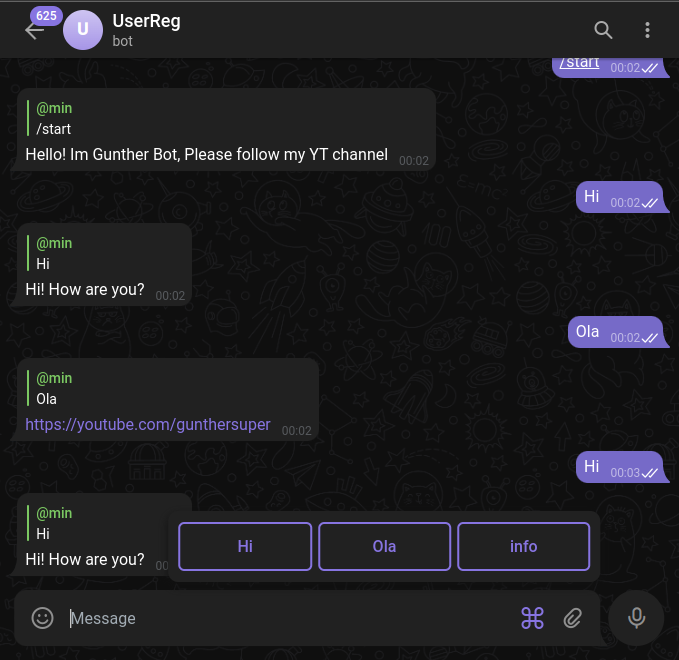 625
U
UserReg
bot
/start 00:02
@min
/start
Hello! Im Gunther Bot, Please follow my YT channel 00:02
Hi 00:02
@min
Hi
Hi! How are you? 00:02
Ola 00:02
@min
Ola
https://youtube.com/gunthersuper 00:02
Hi 00:03
@min
Hi
Hi! How are you? 00
Hi Ola info
Message